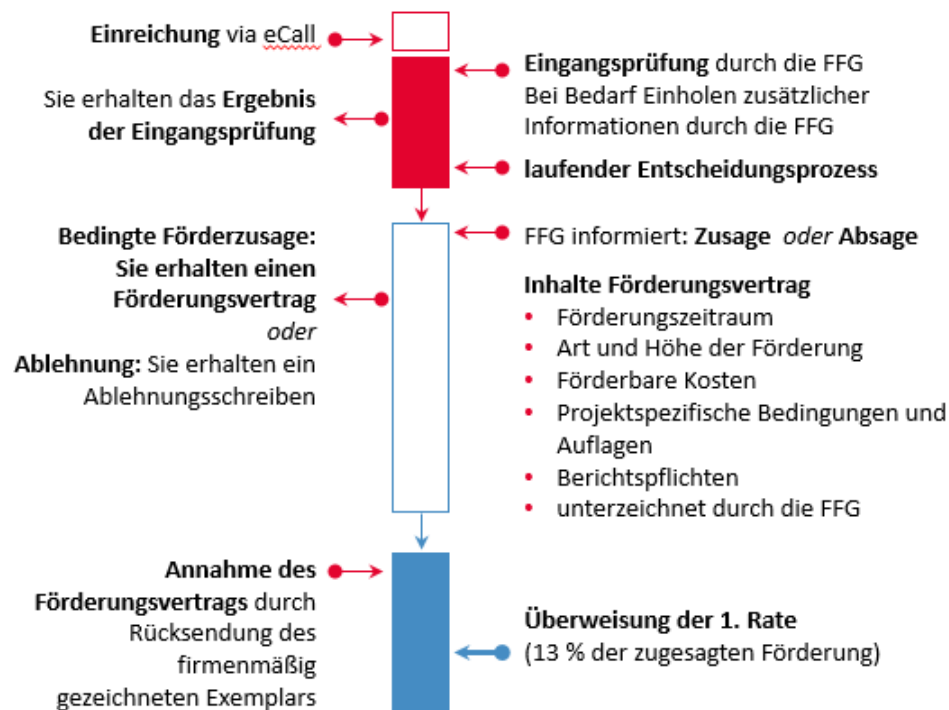 Einreichung via eCall
Eingangsprüfung durch die FFG
Bei Bedarf Einholen zusätzlicher
Informationen durch die FFG
Sie erhalten das Ergebnis
der Eingangsprüfung
laufender Entscheidungsprozess
FFG informiert: Zusage oder Absage
Bedingte Förderzusage:
Sie erhalten einen
Förderungsvertrag
oder
Ablehnung: Sie erhalten ein
Ablehnungsschreiben
Inhalte Förderungsvertrag
• Förderungszeitraum
• Art und Höhe der Förderung
• Förderbare Kosten
• Projektspezifische Bedingungen und
Auflagen
• Berichtspflichten
• unterzeichnet durch die FFG
Annahme des
Förderungsvertrags durch
Rücksendung des
firmenmäßig
gezeichneten Exemplars
Überweisung der 1. Rate
(13 % der zugesagten Förderung)